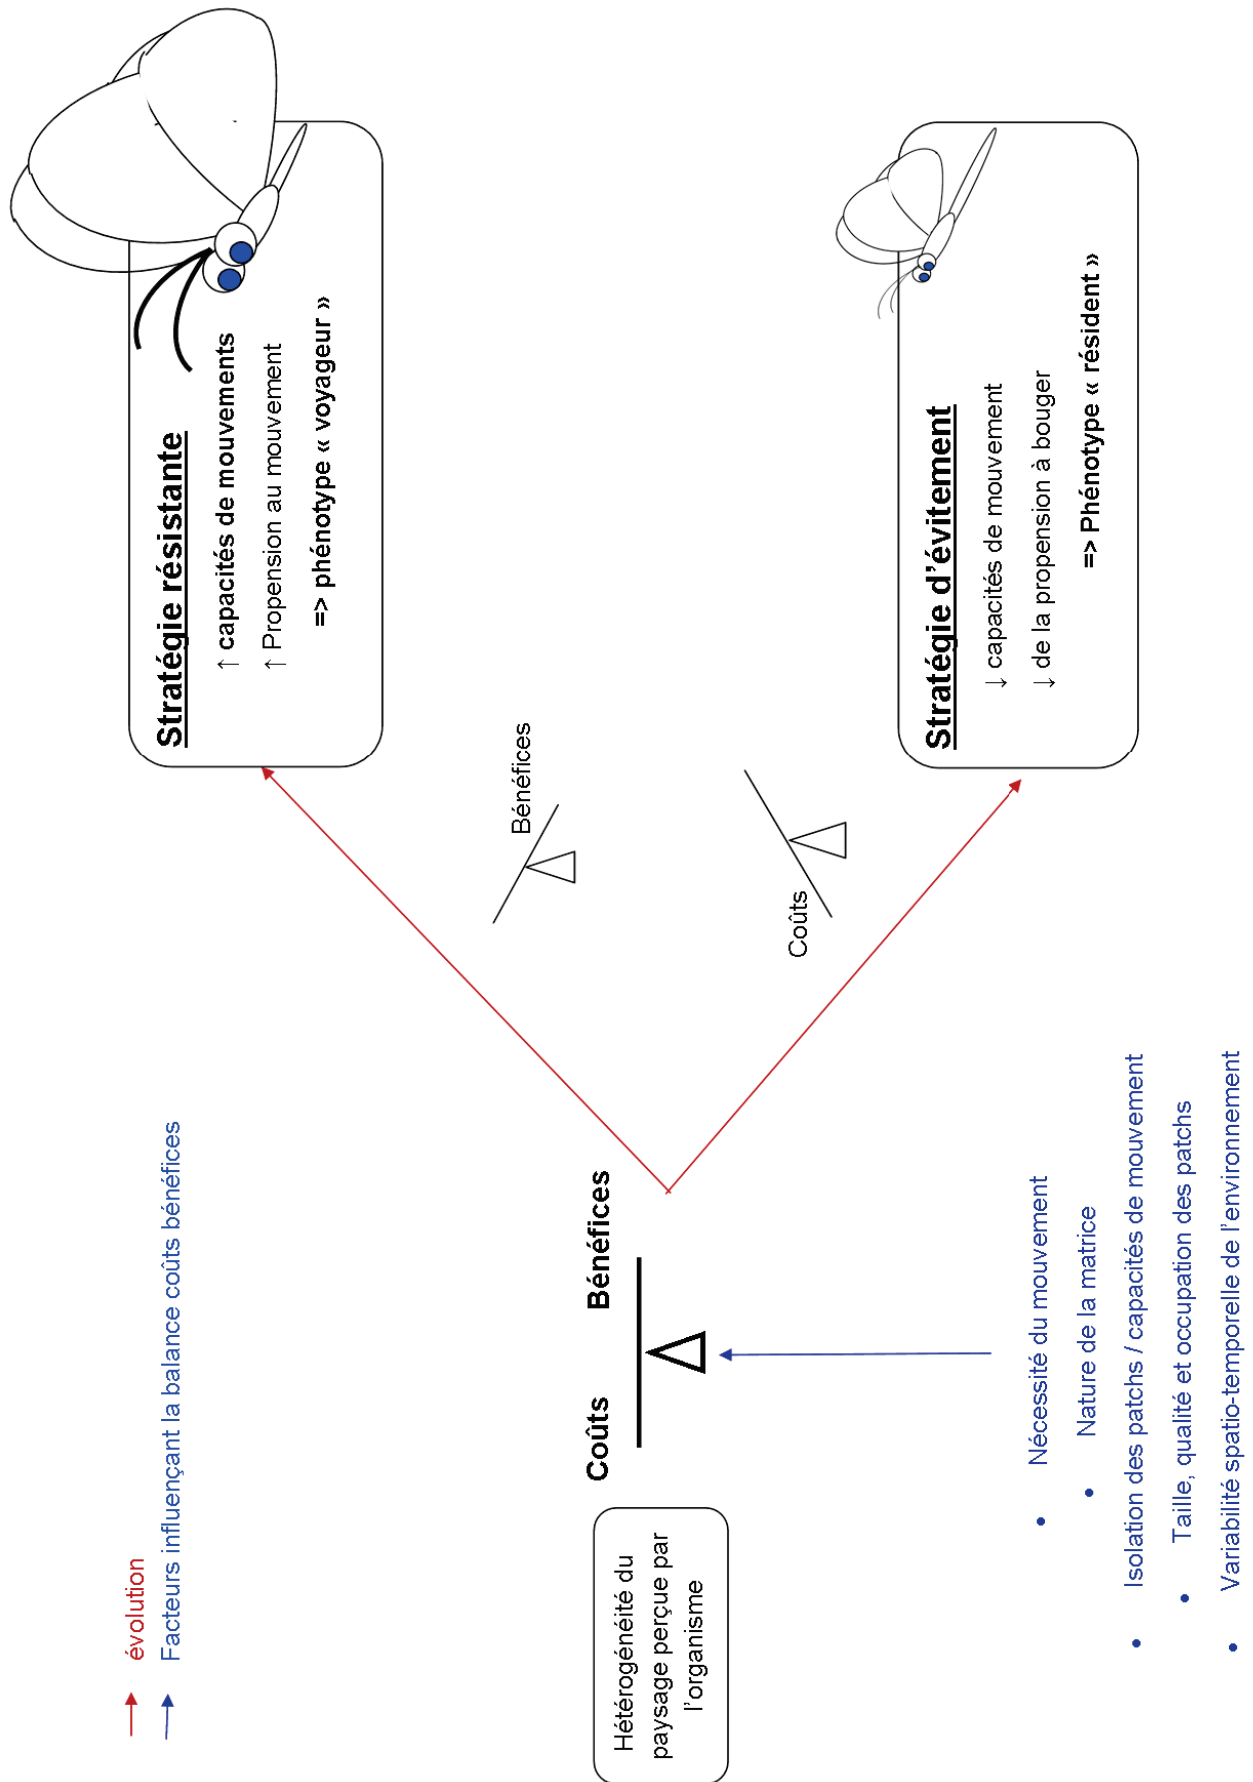 évolution
Facteurs influençant la balance coûts bénéfices
Hétérogénéité du
paysage perçue par
l'organisme
Coûts
Bénéfices
Nécessité du mouvement
Nature de la matrice
Isolation des patchs / capacités de mouvement
Taille, qualité et occupation des patchs
Variabilité spatio-temporelle de l'environnement
Bénéfices
Coûts
Stratégie résistante
↑ capacités de mouvements
↑ Propension au mouvement
=> phénotype « voyageur »
Stratégie d'évitement
↓ capacités de mouvement
↓ de la propension à bouger
=> Phénotype « résident »